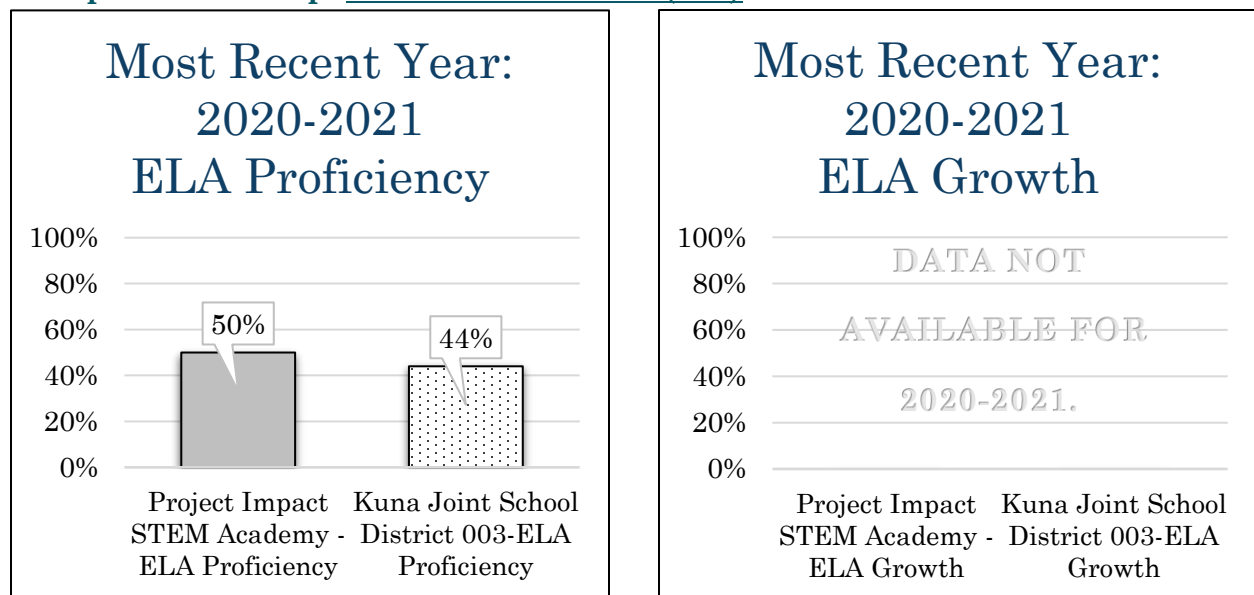 Most Recent Year:
2020-2021
ELA Proficiency
100%
80%
60%
40%
20%
0%
50%
44%
Project Impact
STEM Academy -
ELA Proficiency
Kuna Joint School
District 003-ELA
Proficiency
Most Recent Year:
2020-2021
ELA Growth
100%
80%
60%
40%
20%
0%
DATA NOT
AVAILABLE FOR
2020-2021.
Project Impact
STEM Academy -
ELA Growth
Kuna Joint School
District 003-ELA
Growth